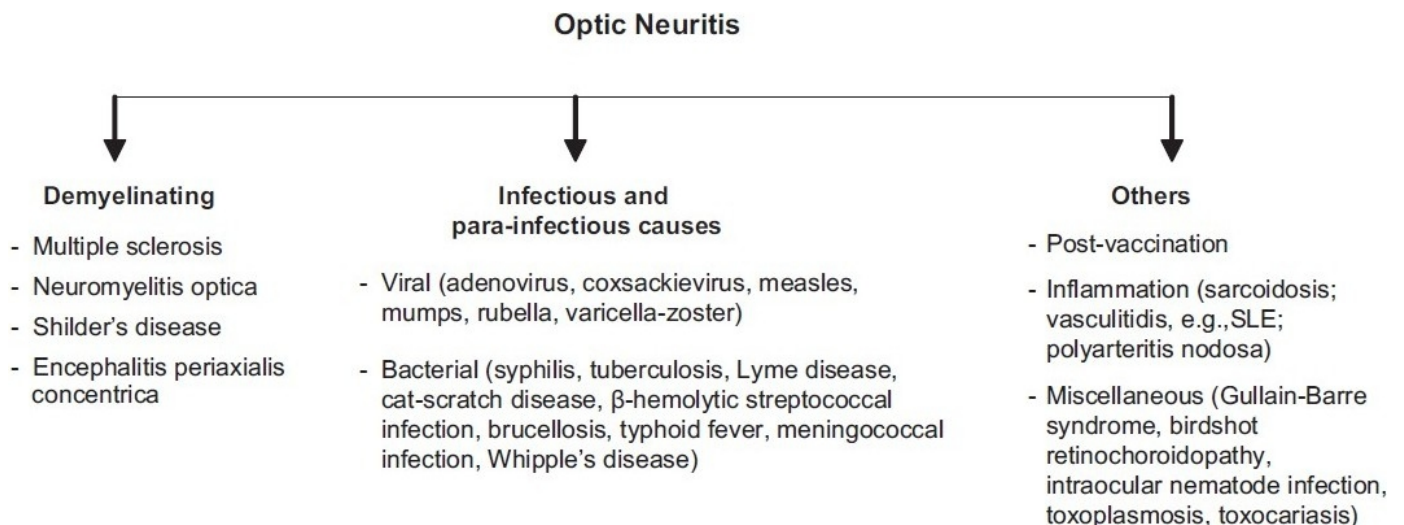 Optic Neuritis
Demyelinating
- Multiple sclerosis
- Neuromyelitis optica
- Shilder's disease
- Encephalitis periaxialis
concentrica
Infectious and
para-infectious causes
- Viral (adenovirus, coxsackievirus, measles,
mumps, rubella, varicella-zoster)
- Bacterial (syphilis, tuberculosis, Lyme disease,
cat-scratch disease, β-hemolytic streptococcal
infection, brucellosis, typhoid fever, meningococcal
infection, Whipple's disease)
Others
- Post-vaccination
- Inflammation (sarcoidosis;
vasculitidis, e.g.,SLE;
polyarteritis nodosa)
- Miscellaneous (Gullain-Barre
syndrome, birdshot
retinochoroidopathy,
intraocular nematode infection,
toxoplasmosis, toxocariasis)